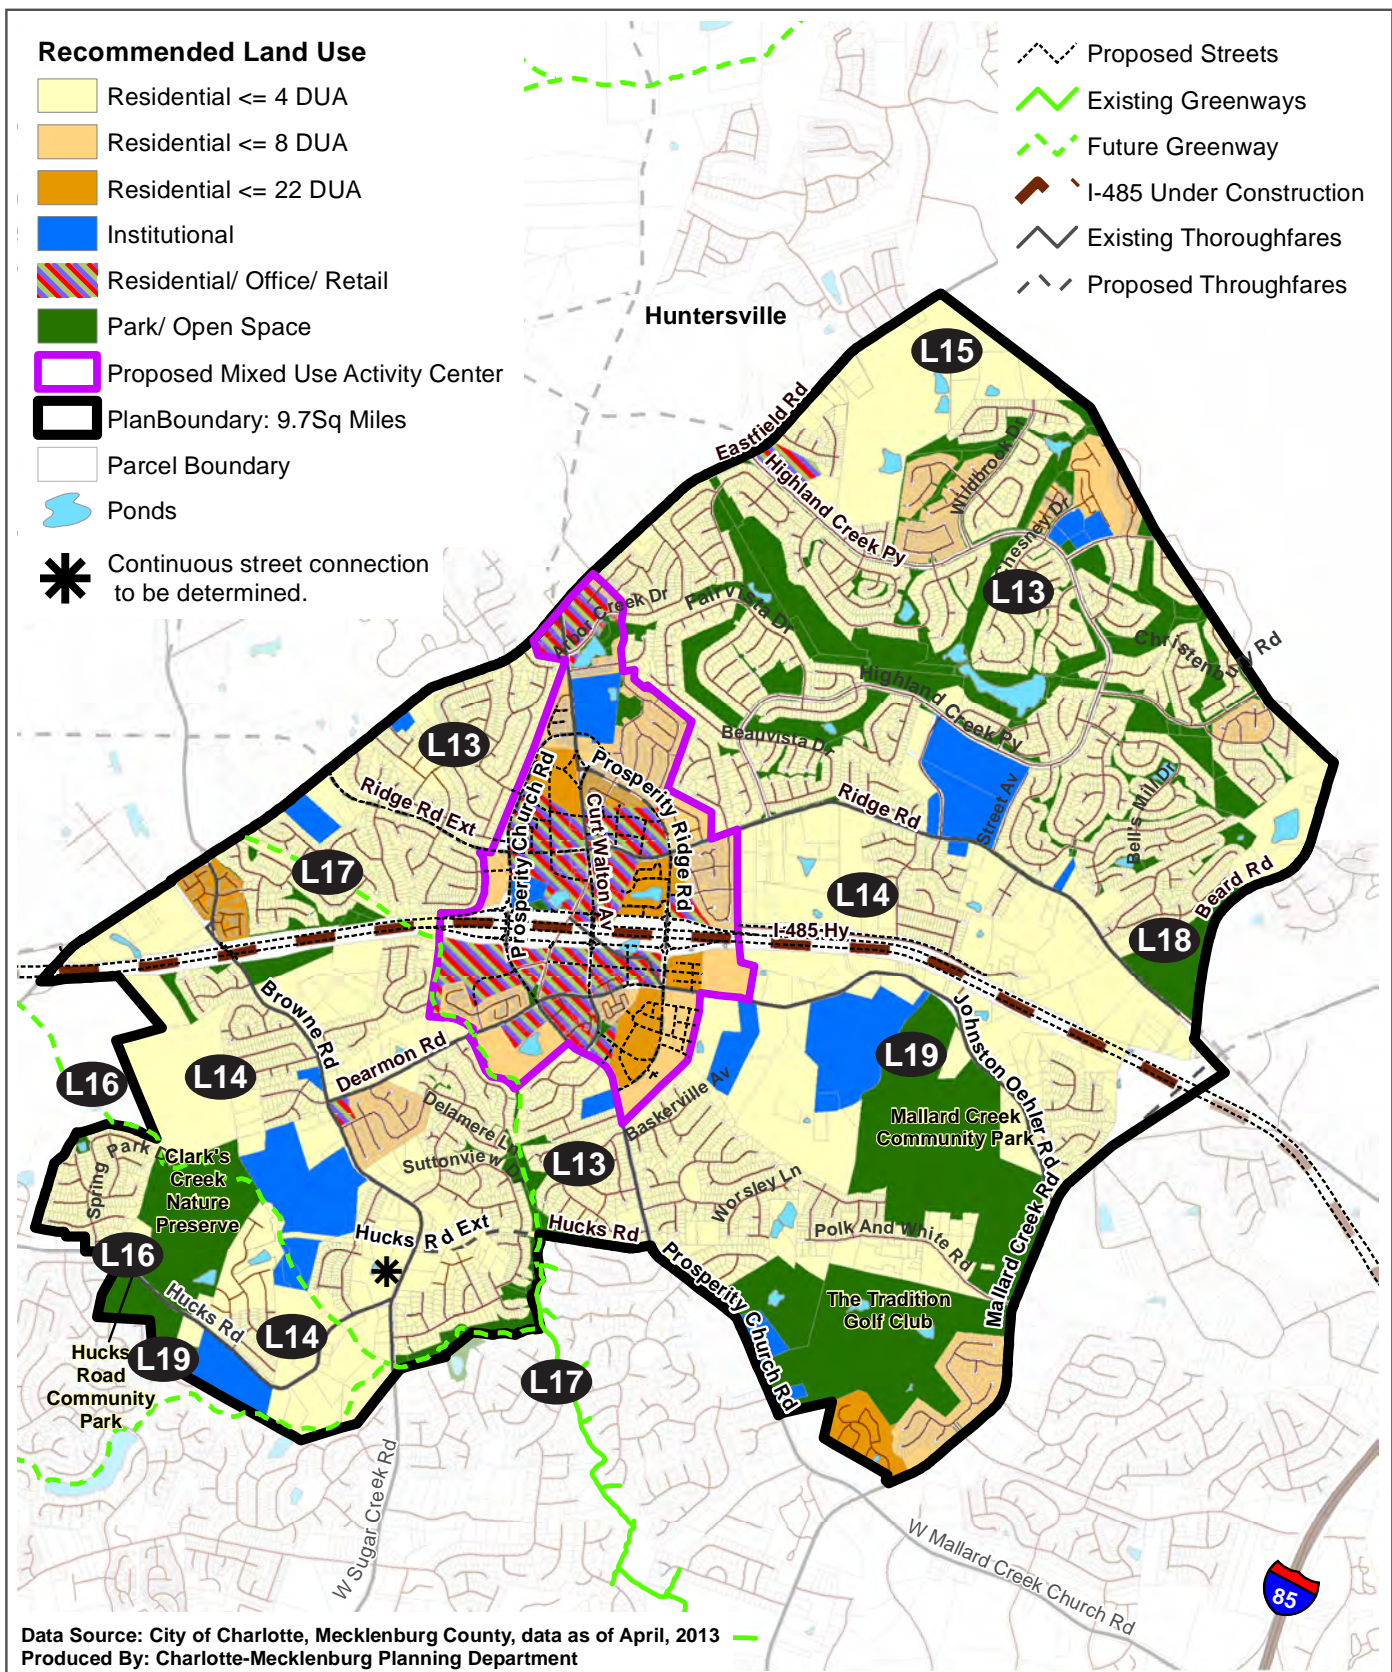 Recommended Land Use
Residential <= 4 DUA
Residential <= 8 DUA
Residential <= 22 DUA
Institutional
Residential/ Office/ Retail
Park/ Open Space
Proposed Mixed Use Activity Center
PlanBoundary: 9.7Sq Miles
Parcel Boundary
Ponds
Continuous street connection
to be determined.
Proposed Streets
Existing Greenways
Future Greenway
I-485 Under Construction
Existing Thoroughfares
Proposed Throughfares
Huntersville
L15
Eastfield Rd
Highland Creek Py
Whidbrook Dr
Chesney Dr
L13
Arbor Creek Dr
Fairvista Dr
Christenbury Rd
Highland Creek Py
L13
Beauvista Dr
Prosperity Church Rd
Prosperity Ridge Rd
Ridge Rd Ext
Curt Walton Av
Ridge Rd
Street Av
Bell's Mill Dr
L17
L14
Beard Rd
L18
I-485 Hy
Browne Rd
Dearmon Rd
Johnston Oehler Rd
L16
L14
L19
Mallard Creek
Community Park
Baskerville Av
Delamere Ln
Suttonview Dr
L13
Spring Park
Clark's
Creek
Nature
Preserve
Worsley Ln
Polk And White Rd
Mallard Creek Rd
Hucks Rd Ext
Hucks Rd
L16
Prosperity Church Rd
Hucks Rd
L14
The Tradition
Golf Club
L19
Hucks
Road
Community
Park
L17
W Sugar Creek Rd
W Mallard Creek Church Rd
85
Data Source: City of Charlotte, Mecklenburg County, data as of April, 2013
Produced By: Charlotte-Mecklenburg Planning Department